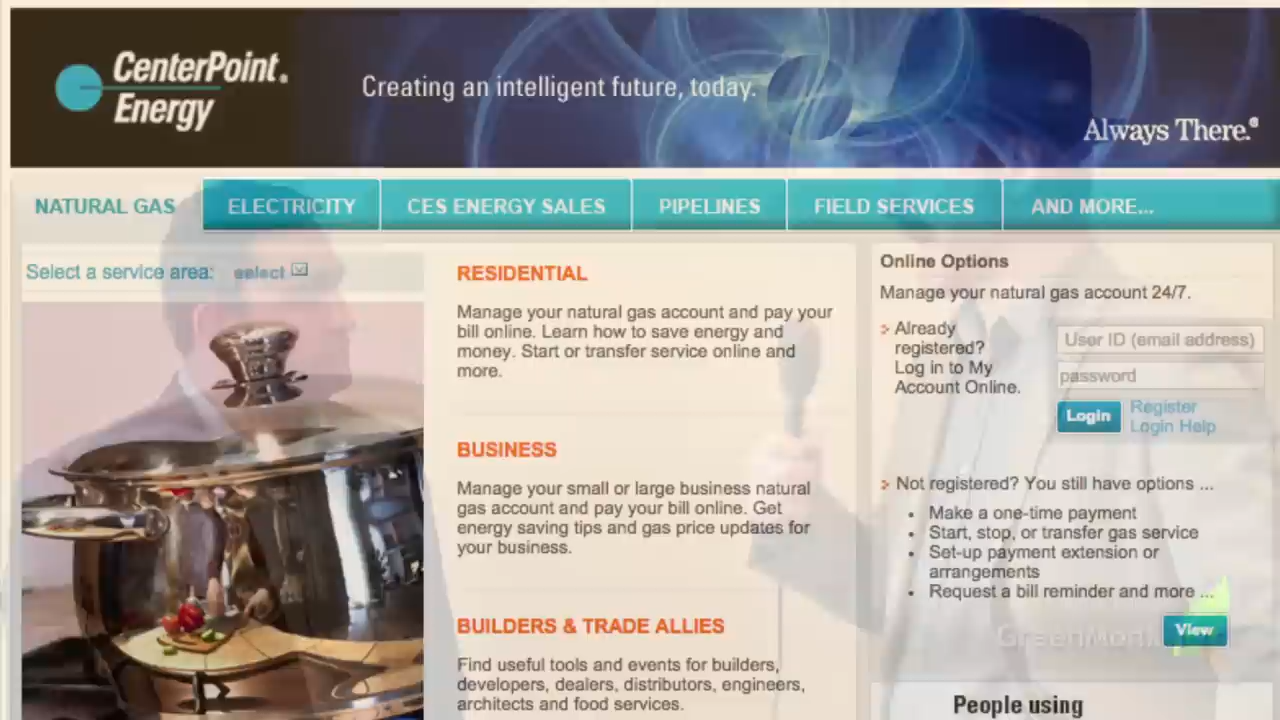 CenterPoint®
Energy
Creating an intelligent future, today.
Always There.®
NATURAL GAS
ELECTRICITY
CES ENERGY SALES
PIPELINES
FIELD SERVICES
AND MORE...
Select a service area: select
RESIDENTIAL
Manage your natural gas account and pay your
bill online. Learn how to save energy and
money. Start or transfer service online and
more.
BUSINESS
Manage your small or large business natural
gas account and pay your bill online. Get
energy saving tips and gas price updates for
your business.
BUILDERS & TRADE ALLIES
Find useful tools and events for builders,
developers, dealers, distributors, engineers,
architects and food services.
Online Options
Manage your natural gas account 24/7.
Already
registered?
Log in to My
Account Online.
User ID (email address)
password
Login
Register
Login Help
Not registered? You still have options ...
• Make a one-time payment
• Start, stop, or transfer gas service
• Set-up payment extension or
arrangements
• Request a bill reminder and more ...
View
People using